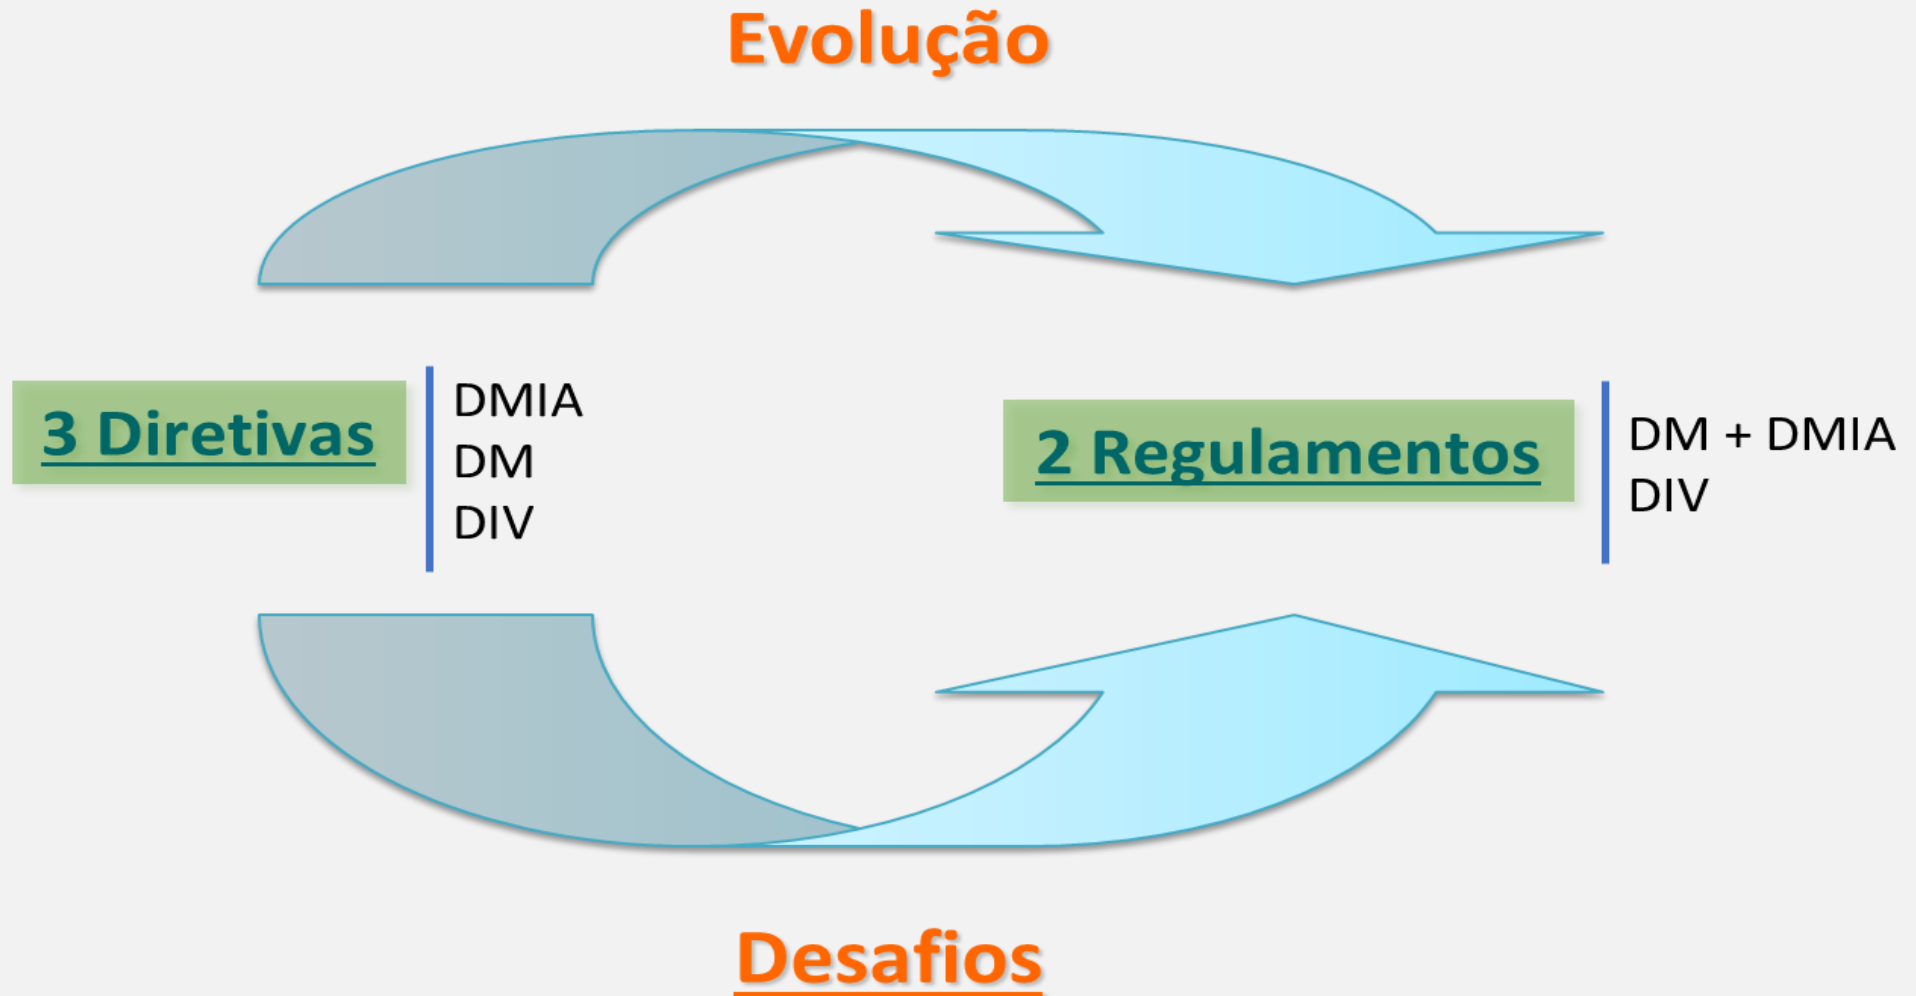 Evolução
3 Diretivas
DMIA
DM
DIV
2 Regulamentos
DM + DMIA
DIV
Desafios